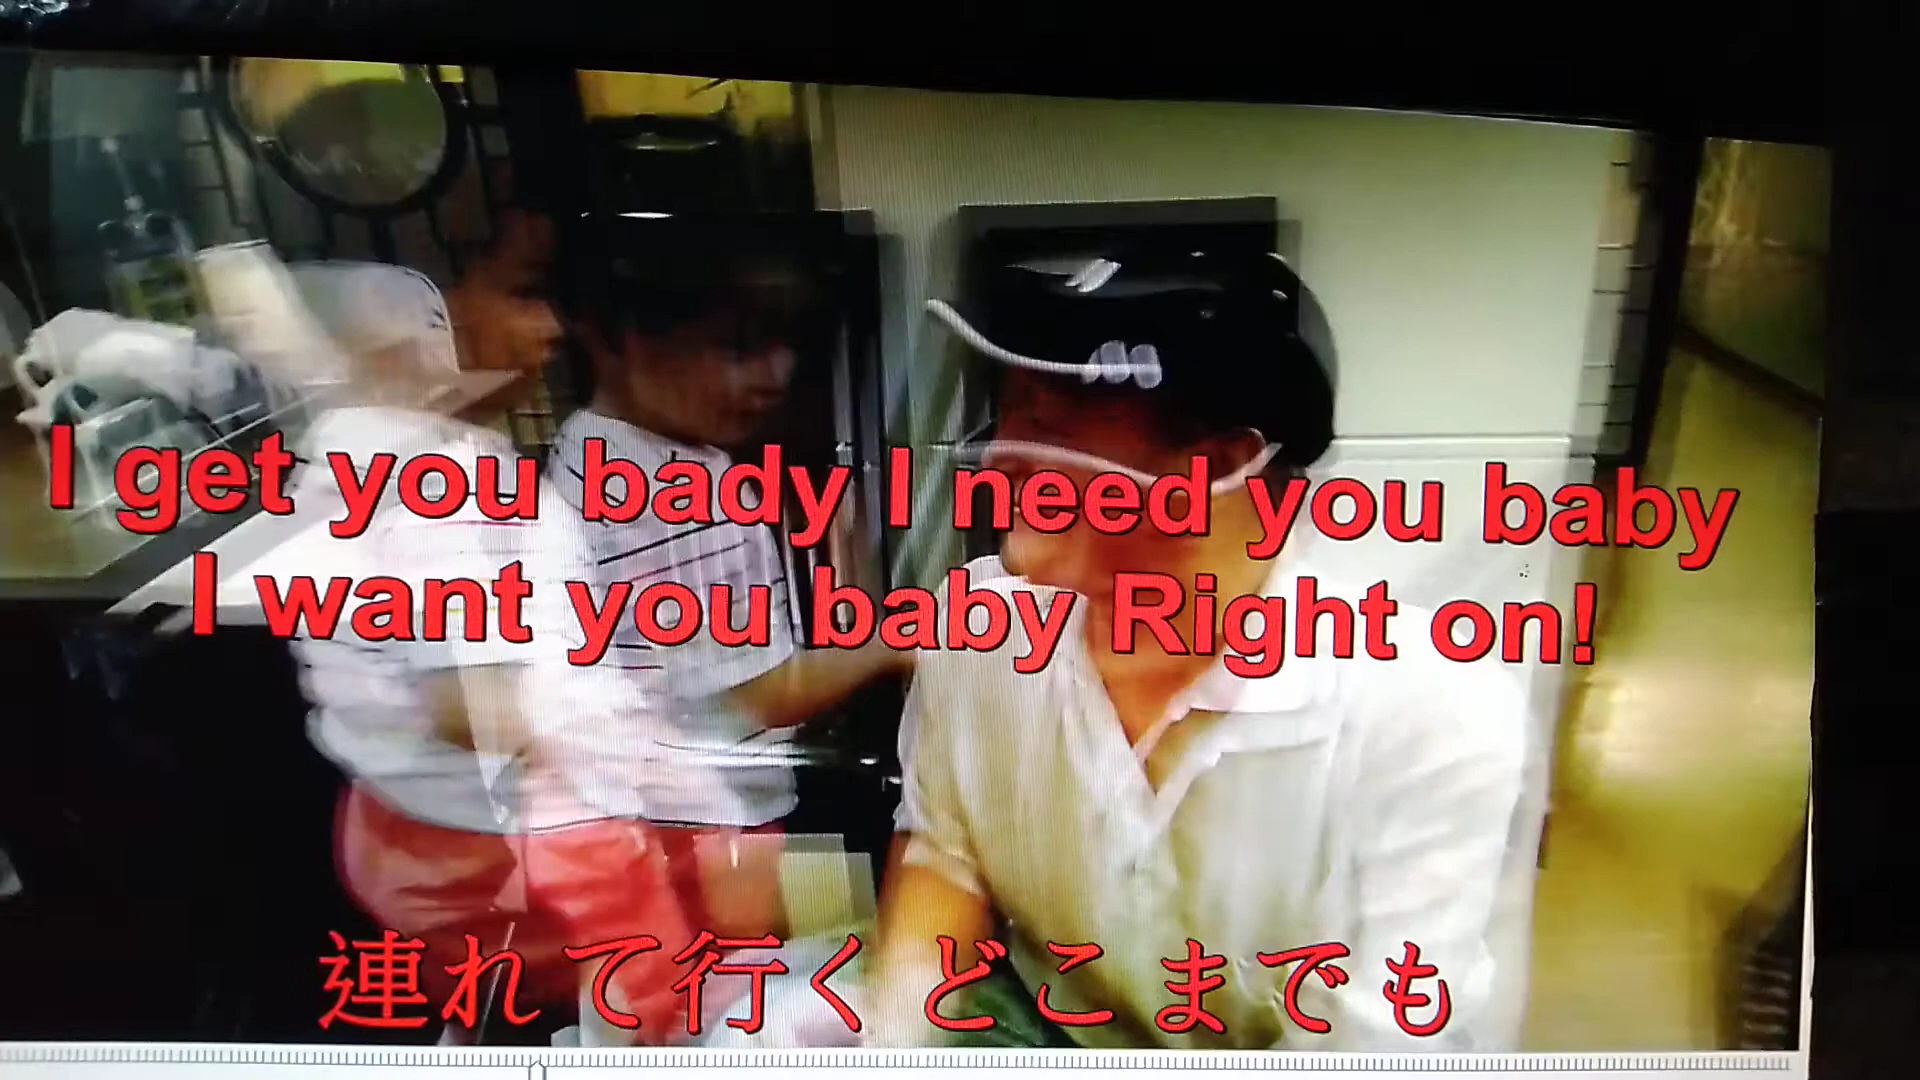 I get you bady I need you baby
I want you baby Right on!
連れて行くどこまでも